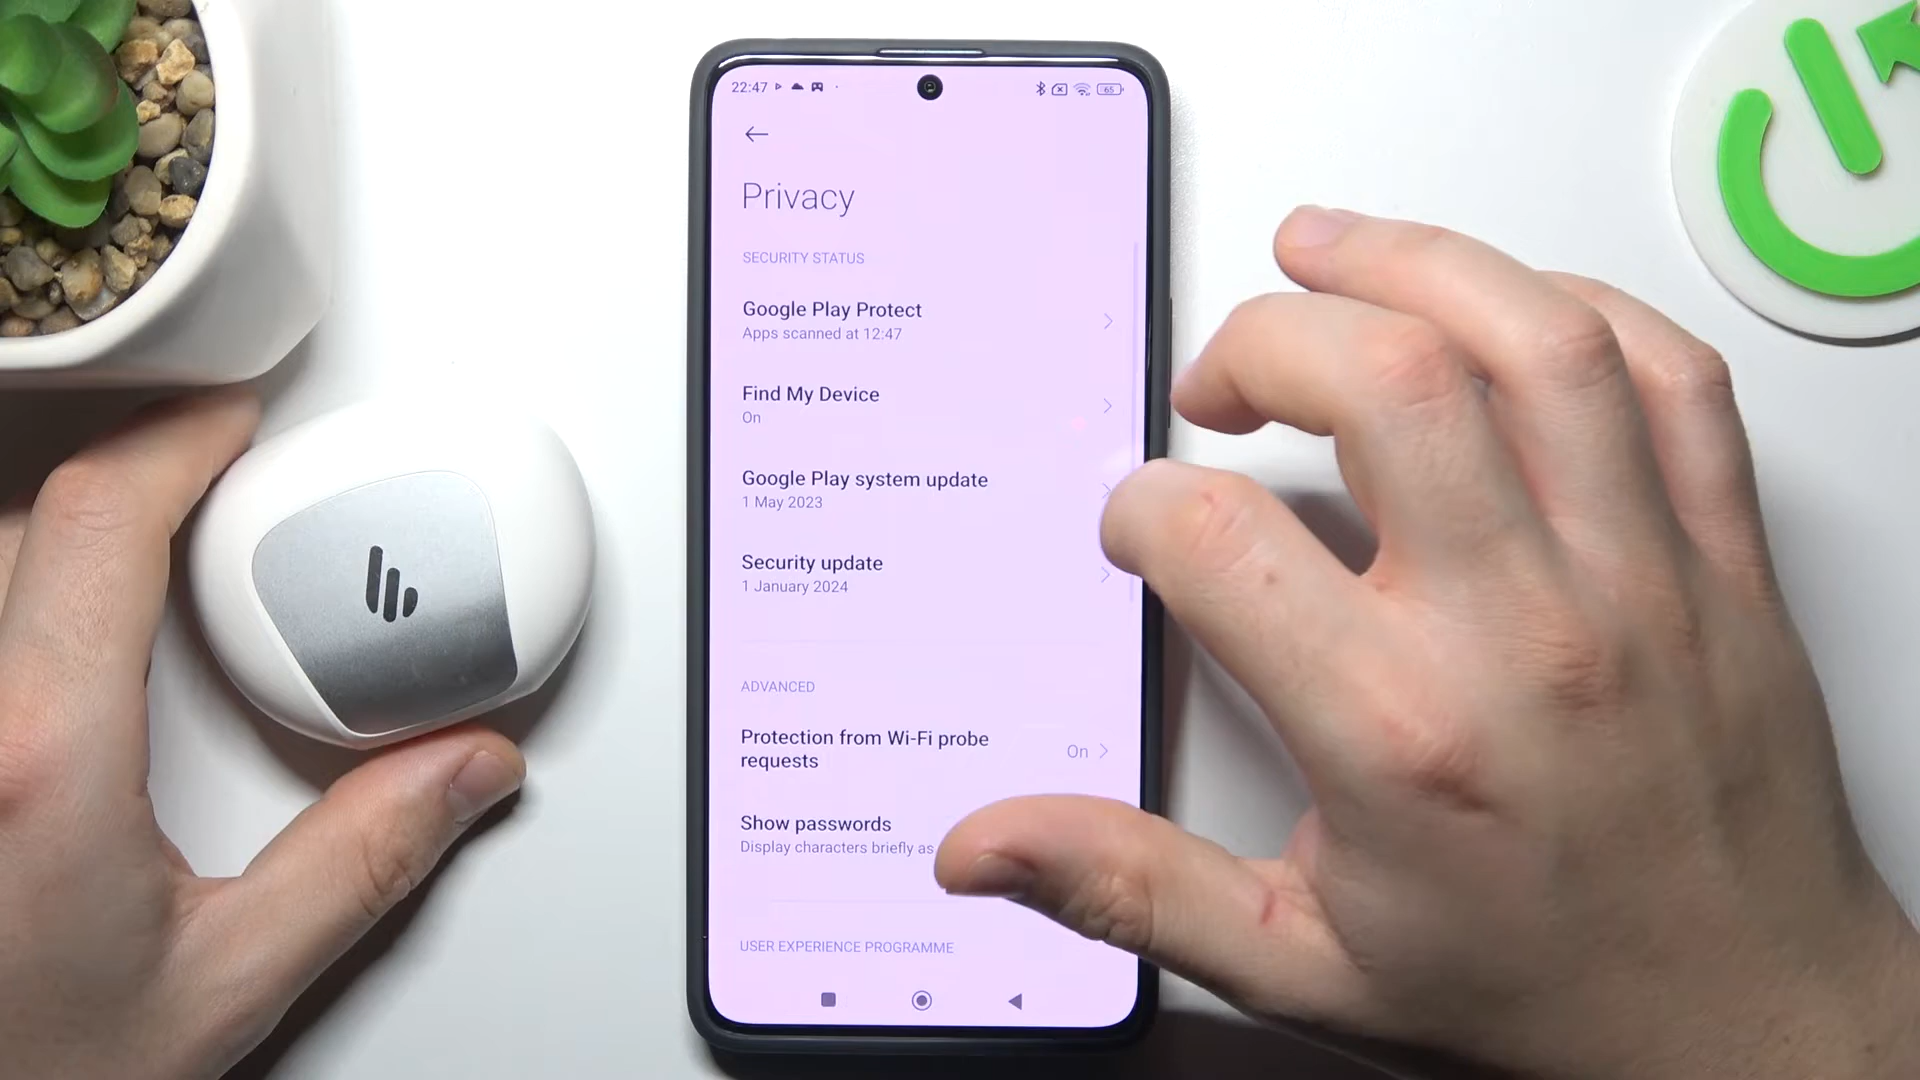 22:47
65
Privacy
SECURITY STATUS
Google Play Protect
Apps scanned at 12:47
Find My Device
On
Google Play system update
1 May 2023
Security update
1 January 2024
ADVANCED
Protection from Wi-Fi probe
requests
On
Show passwords
Display characters briefly as
USER EXPERIENCE PROGRAMME